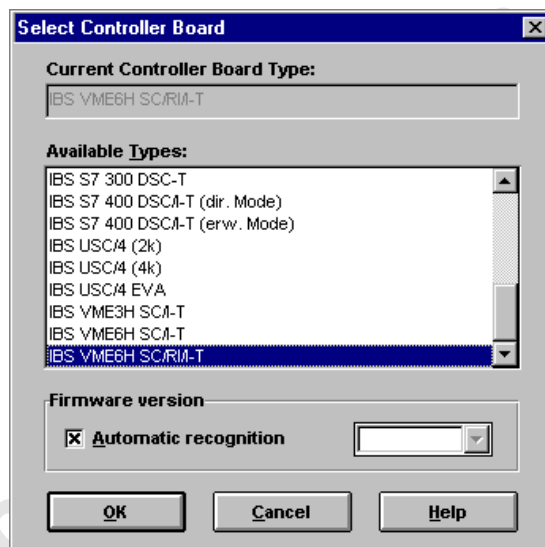 Select Controller Board
Current Controller Board Type:
IBS VME6H SC/RI/I-T
Available Types:
IBS S7 300 DSC-T
IBS S7 400 DSC/I-T (dir. Mode)
IBS S7 400 DSC/I-T (erw. Mode)
IBS USC/4 (2k)
IBS USC/4 (4k)
IBS USC/4 EVA
IBS VME3H SC/I-T
IBS VME6H SC/I-T
IBS VME6H SC/RI/I-T
Firmware version
Automatic recognition
OK Cancel Help